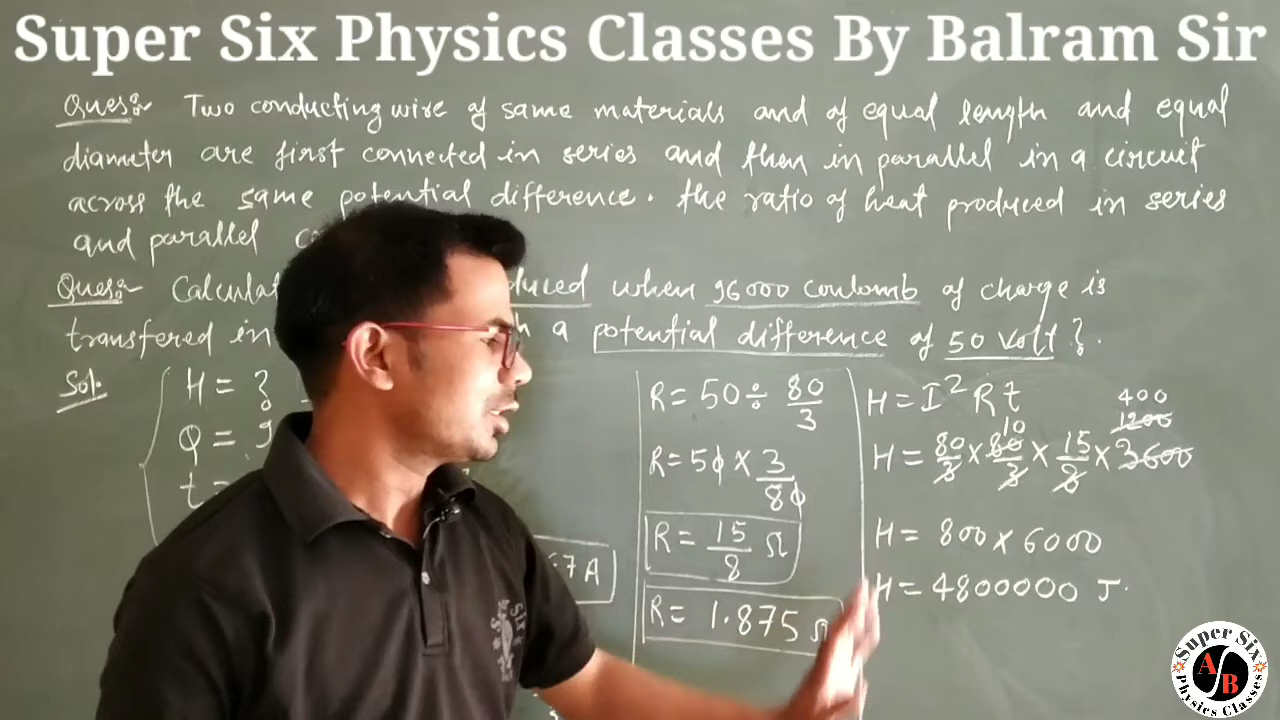 Super Six Physics Classes By Balram Sir
Ques:- Two conducting wire of same materials and of equal length and equal
diameter are first connected in series and then in parallel in a circuit
across the same potential difference. the ratio of heat produced in series
and parallel
Ques:- Calculat duced when 96000 coulomb of charge is
transferred in a potential difference of 50 volt ?.
Sol.
H = ?
Q = 9
t =
.67 A
R = 50 ÷ 80/3
R = 50 × 3/80
R = 15/8 Ω
R = 1.875 Ω
H = I² R t
400
1200
10
H = 80/3 × 80/3 × 15/8 × 3600
H = 800 × 6000
H = 4800000 J.
Super Six
AB
Physics Classes